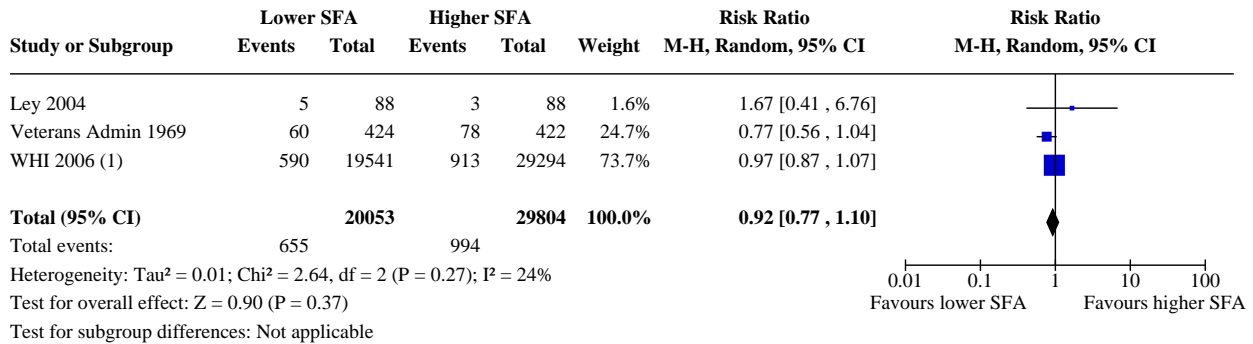 Lower SFA Higher SFA Risk Ratio Risk Ratio
Study or Subgroup Events Total Events Total Weight M-H, Random, 95% CI M-H, Random, 95% CI
Ley 2004 5 88 3 88 1.6% 1.67 [0.41 , 6.76]
Veterans Admin 1969 60 424 78 422 24.7% 0.77 [0.56 , 1.04]
WHI 2006 (1) 590 19541 913 29294 73.7% 0.97 [0.87 , 1.07]
Total (95% CI) 20053 29804 100.0% 0.92 [0.77 , 1.10]
Total events: 655 994
Heterogeneity: Tau² = 0.01; Chi² = 2.64, df = 2 (P = 0.27); I² = 24%
0.01 0.1 1 10 100
Test for overall effect: Z = 0.90 (P = 0.37)
Favours lower SFA Favours higher SFA
Test for subgroup differences: Not applicable